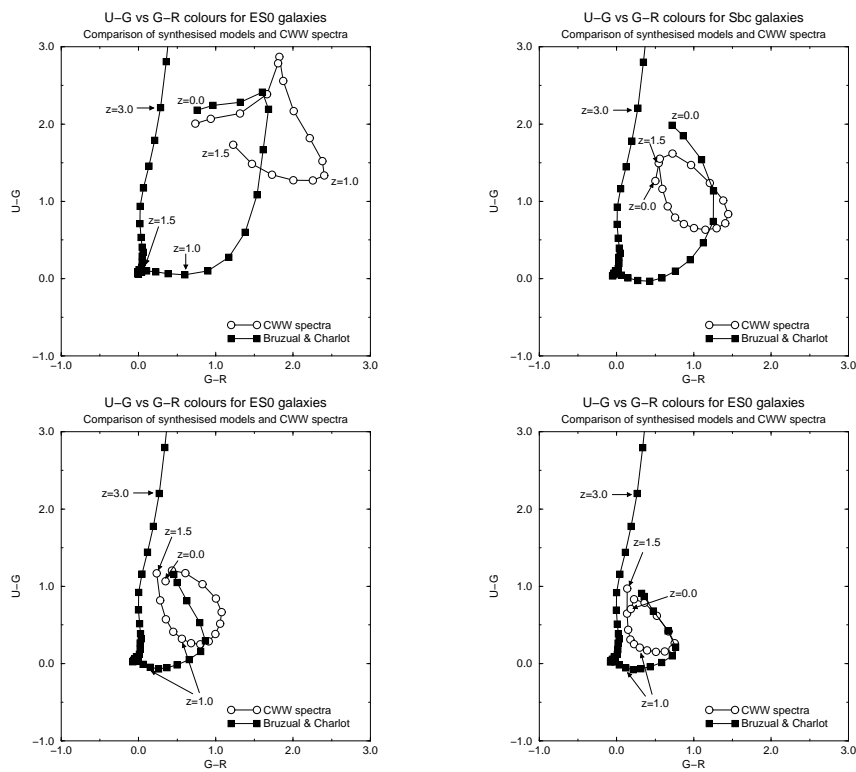 U−G vs G−R colours for ES0 galaxies
Comparison of synthesised models and CWW spectra
3.0
2.0
1.0
0.0
−1.0
U−G
z=0.0
z=3.0
z=1.5
z=1.5
z=1.0
z=1.0
CWW spectra
Bruzual & Charlot
−1.0 0.0 1.0 2.0 3.0
G−R
U−G vs G−R colours for Sbc galaxies
Comparison of synthesised models and CWW spectra
3.0
2.0
1.0
0.0
−1.0
U−G
z=3.0
z=0.0
z=1.5
z=0.0
CWW spectra
Bruzual & Charlot
−1.0 0.0 1.0 2.0 3.0
G−R
U−G vs G−R colours for ES0 galaxies
Comparison of synthesised models and CWW spectra
3.0
2.0
1.0
0.0
−1.0
U−G
z=3.0
z=1.5
z=0.0
z=1.0
CWW spectra
Bruzual & Charlot
−1.0 0.0 1.0 2.0 3.0
G−R
U−G vs G−R colours for ES0 galaxies
Comparison of synthesised models and CWW spectra
3.0
2.0
1.0
0.0
−1.0
U−G
z=3.0
z=1.5
z=0.0
z=1.0
CWW spectra
Bruzual & Charlot
−1.0 0.0 1.0 2.0 3.0
G−R